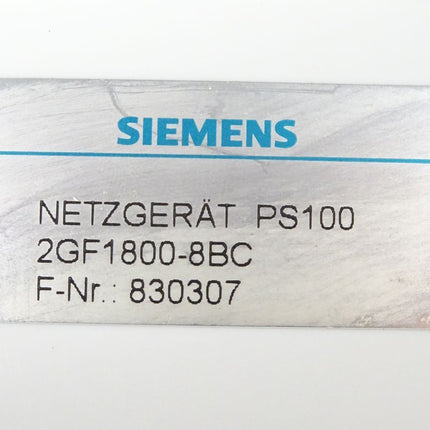 SIEMENS
NETZGERÄT PS100
2GF1800-8BC
F-Nr.: 830307